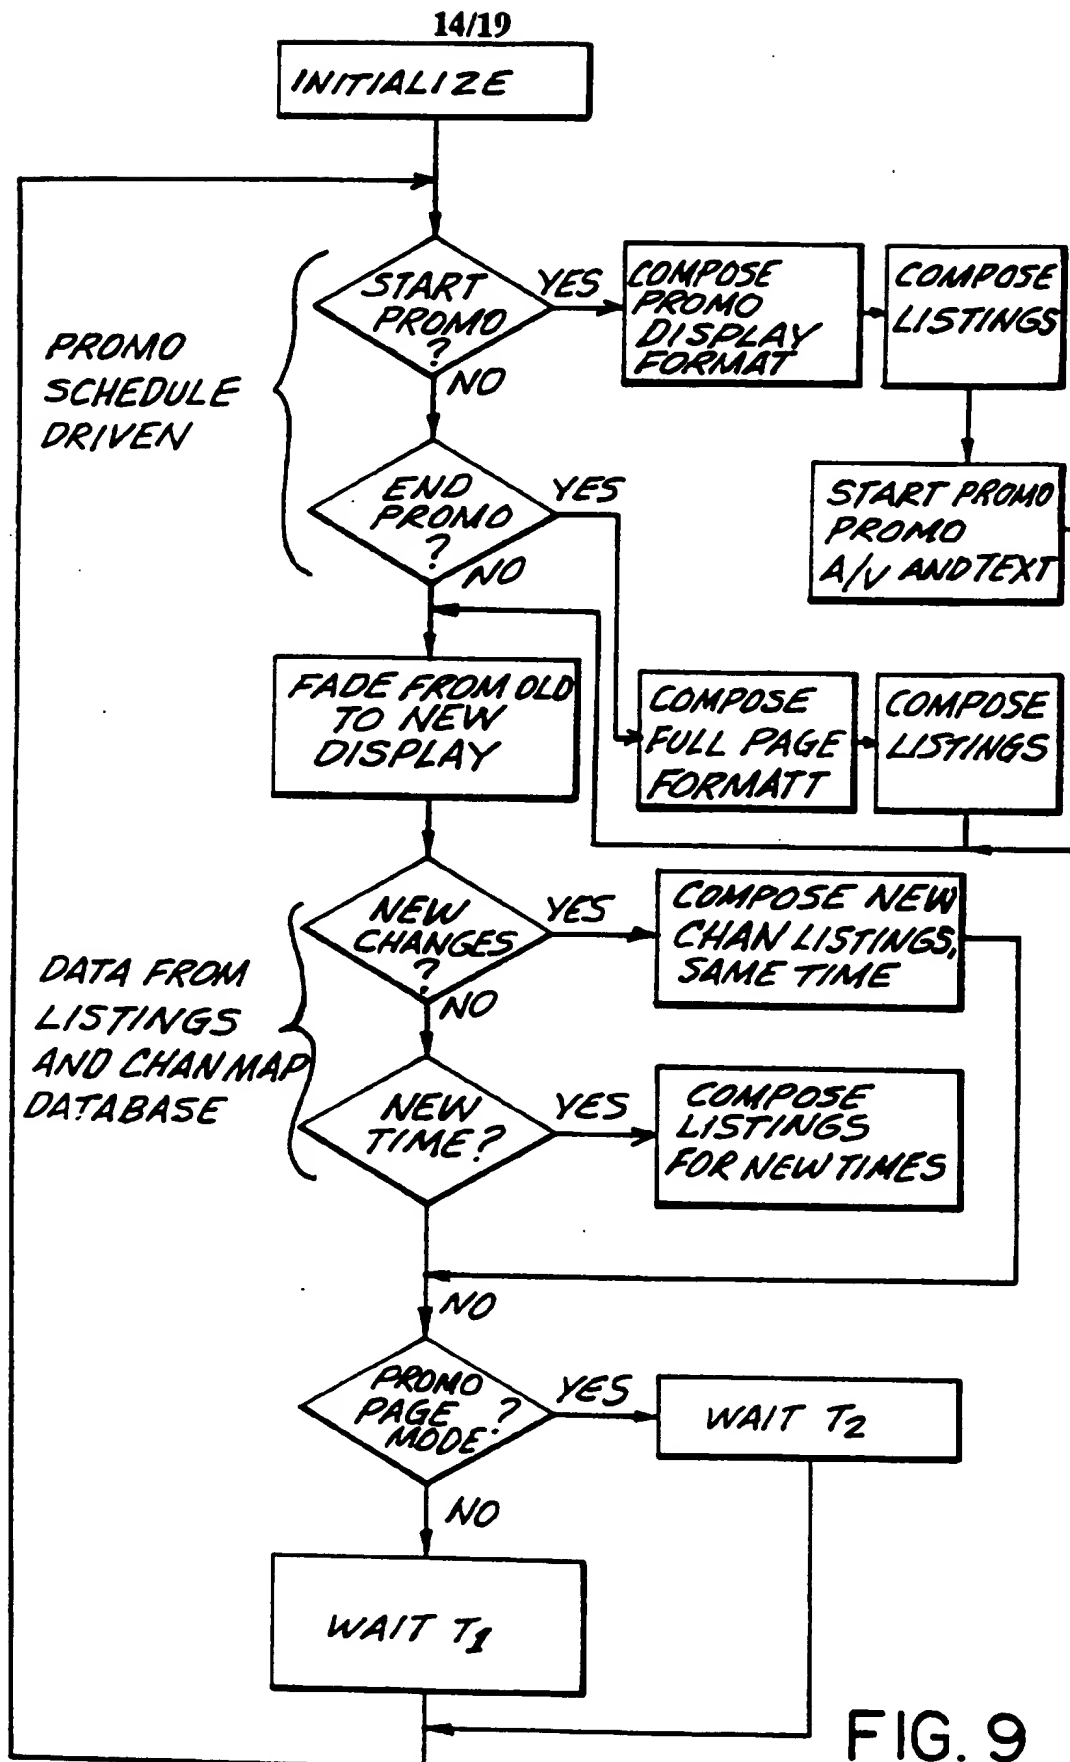 14/19
INITIALIZE
START
PROMO
?
YES
COMPOSE
PROMO
DISPLAY
FORMAT
COMPOSE
LISTINGS
PROMO
SCHEDULE
DRIVEN
NO
END
PROMO
?
YES
START PROMO
PROMO
A/V AND TEXT
NO
FADE FROM OLD
TO NEW
DISPLAY
COMPOSE
FULL PAGE
FORMATT
COMPOSE
LISTINGS
NEW
CHANGES
?
YES
COMPOSE NEW
CHAN LISTINGS,
SAME TIME
DATA FROM
LISTINGS
AND CHAN MAP
DATABASE
NO
NEW
TIME?
YES
COMPOSE
LISTINGS
FOR NEW TIMES
NO
PROMO
PAGE ?
MODE
YES
WAIT T2
NO
WAIT T1
FIG. 9